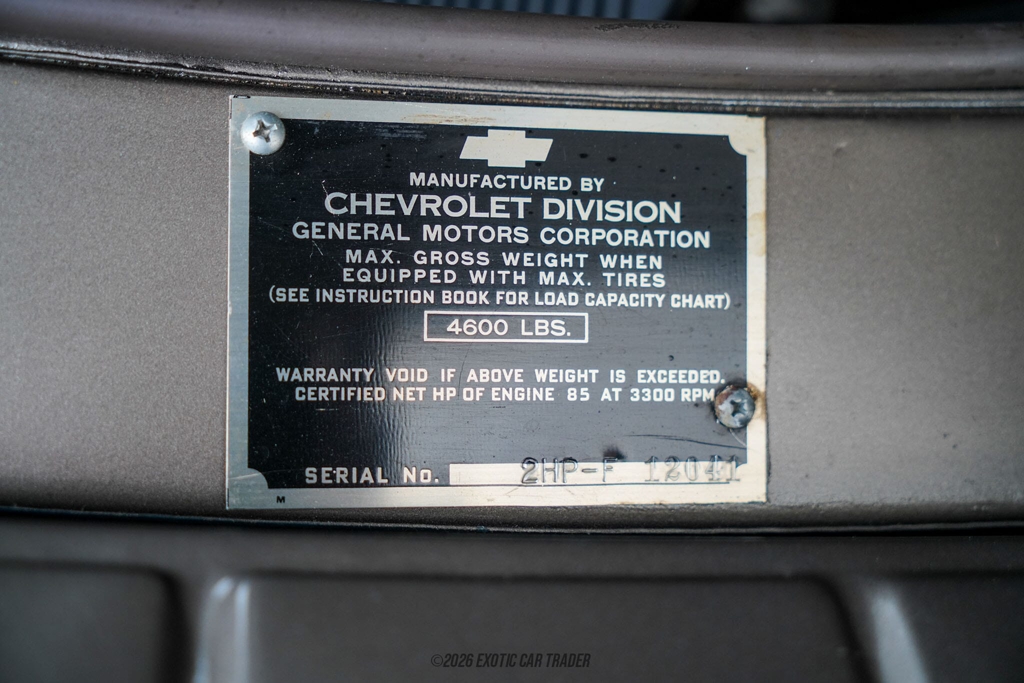 MANUFACTURED BY
CHEVROLET DIVISION
GENERAL MOTORS CORPORATION
MAX. GROSS WEIGHT WHEN
EQUIPPED WITH MAX. TIRES
(SEE INSTRUCTION BOOK FOR LOAD CAPACITY CHART)
4600 LBS.
WARRANTY VOID IF ABOVE WEIGHT IS EXCEEDED.
CERTIFIED NET HP OF ENGINE 85 AT 3300 RPM
SERIAL NO. 2HP-F 12041
M
©2026 EXOTIC CAR TRADER